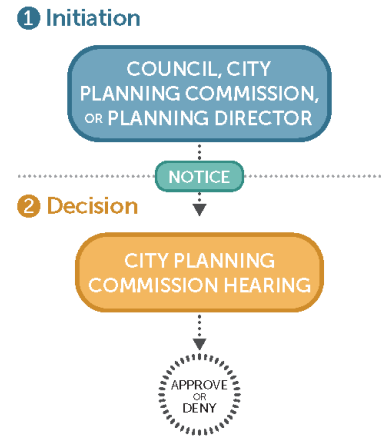 1 Initiation
COUNCIL, CITY
PLANNING COMMISSION,
OR PLANNING DIRECTOR
NOTICE
2 Decision
CITY PLANNING
COMMISSION HEARING
APPROVE
OR
DENY